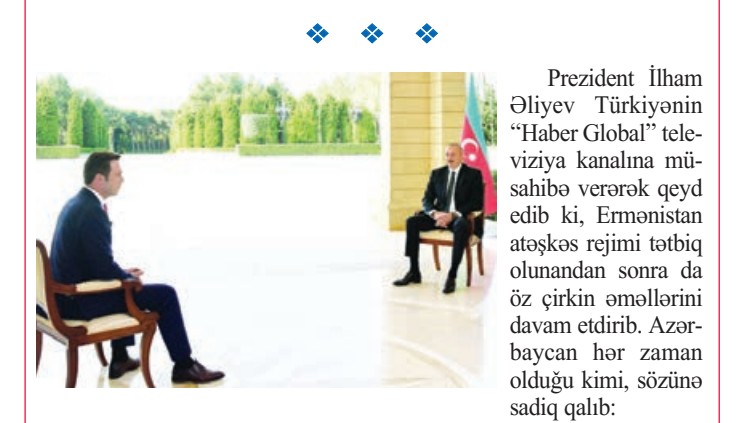 Prezident İlham
Əliyev Türkiyənin
“Haber Global” tele-
viziya kanalına mü-
sahibə verərək qeyd
edib ki, Ermənistan
atəşkəs rejimi tətbiq
olunandan sonra da
öz çirkin əməllərini
davam etdirib. Azər-
baycan hər zaman
olduğu kimi, sözünə
sadiq qalıb: